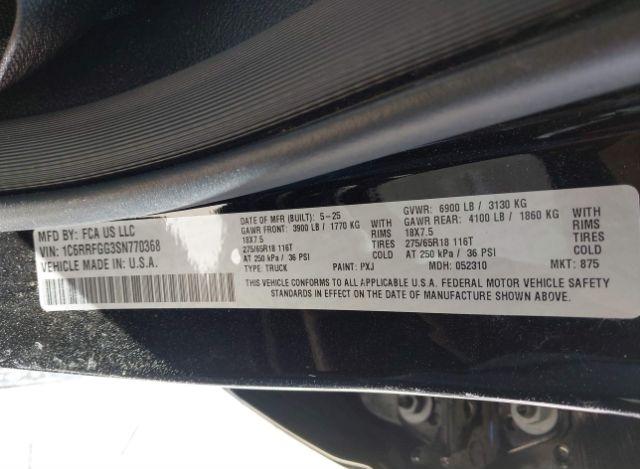 MFD BY: FCA US LLC
VIN: 1C6RRFGG3SN770368
VEHICLE MADE IN: U.S.A.
DATE OF MFR (BUILT): 5-25
GAWR FRONT: 3900 LB / 1770 KG WITH
18X7.5 RIMS
275/65R18 116T TIRES
AT 250 kPa / 36 PSI COLD
TYPE: TRUCK PAINT: PXJ
GVWR: 6900 LB / 3130 KG
GAWR REAR: 4100 LB / 1860 KG WITH
18X7.5 RIMS
275/65R18 116T TIRES
AT 250 kPa / 36 PSI COLD
MDH: 052310 MKT: 875
THIS VEHICLE CONFORMS TO ALL APPLICABLE U.S.A. FEDERAL MOTOR VEHICLE SAFETY
STANDARDS IN EFFECT ON THE DATE OF MANUFACTURE SHOWN ABOVE.